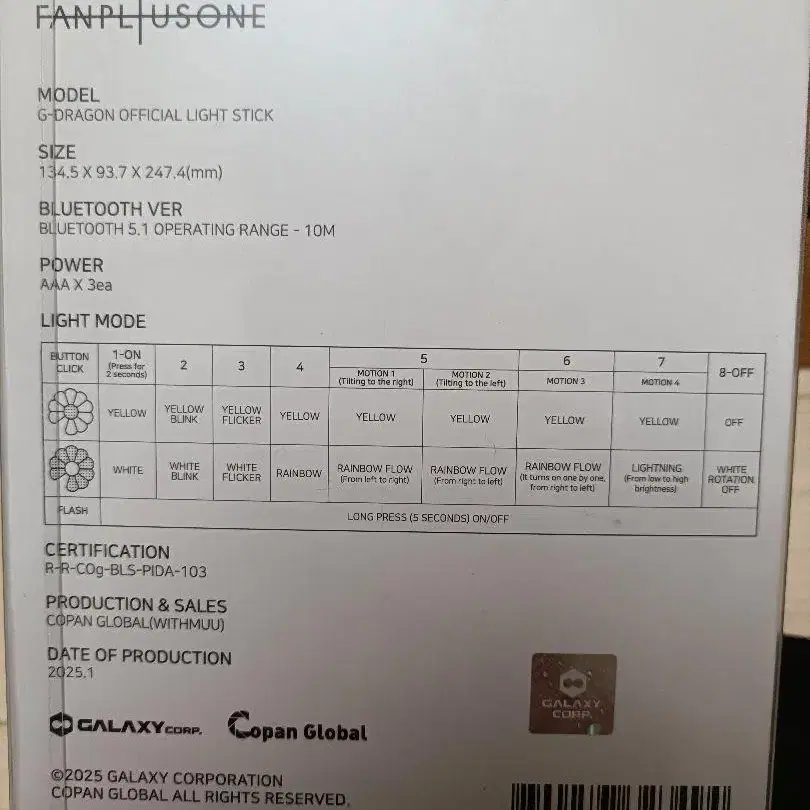 FANPLUSONE
MODEL
G-DRAGON OFFICIAL LIGHT STICK
SIZE
134.5 X 93.7 X 247.4(mm)
BLUETOOTH VER
BLUETOOTH 5.1 OPERATING RANGE - 10M
POWER
AAA X 3ea
LIGHT MODE
BUTTON CLICK
1-ON
(Press for
2 seconds)
2
3
4
5
MOTION 1
(Tilting to the right)
MOTION 2
(Tilting to the left)
6
MOTION 3
7
MOTION 4
8-OFF
YELLOW
YELLOW
BLINK
YELLOW
FLICKER
YELLOW
YELLOW
YELLOW
YELLOW
YELLOW
OFF
WHITE
WHITE
BLINK
WHITE
FLICKER
RAINBOW
RAINBOW FLOW
(From left to right)
RAINBOW FLOW
(From right to left)
RAINBOW FLOW
(It turns on one by one,
from right to left)
LIGHTNING
(From low to high
brightness)
WHITE
ROTATION
OFF
FLASH
LONG PRESS (5 SECONDS) ON/OFF
CERTIFICATION
R-R-COg-BLS-PIDA-103
PRODUCTION & SALES
COPAN GLOBAL(WITHMUU)
DATE OF PRODUCTION
2025.1
GALAXY CORP.
Copan Global
GALAXY
CORP.
©2025 GALAXY CORPORATION
COPAN GLOBAL ALL RIGHTS RESERVED.